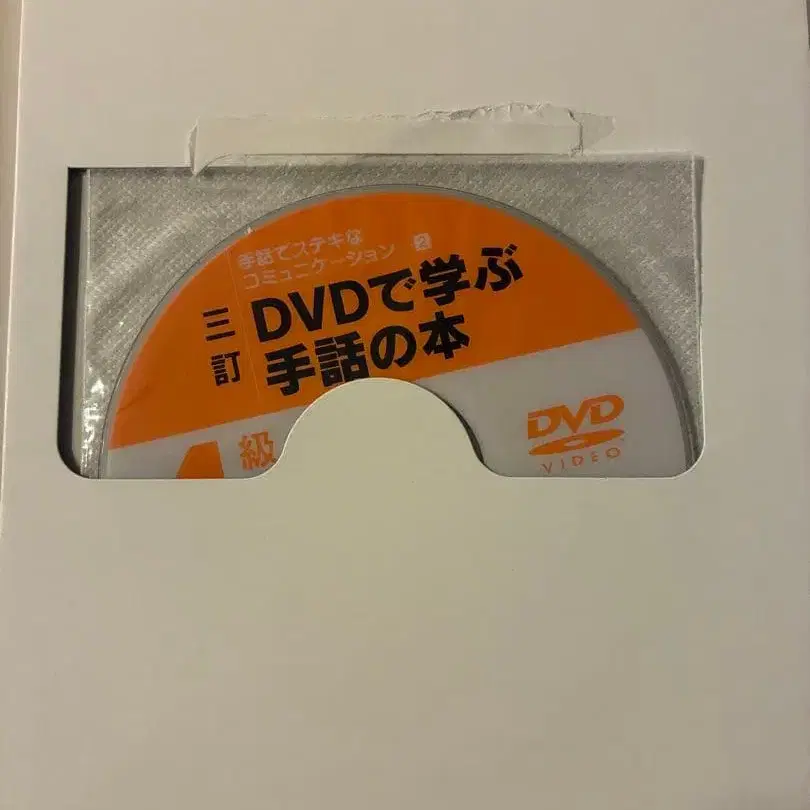 手話でステキな
コミュニケーション 2
三訂
DVDで学ぶ
手話の本
級
DVD
VIDEO